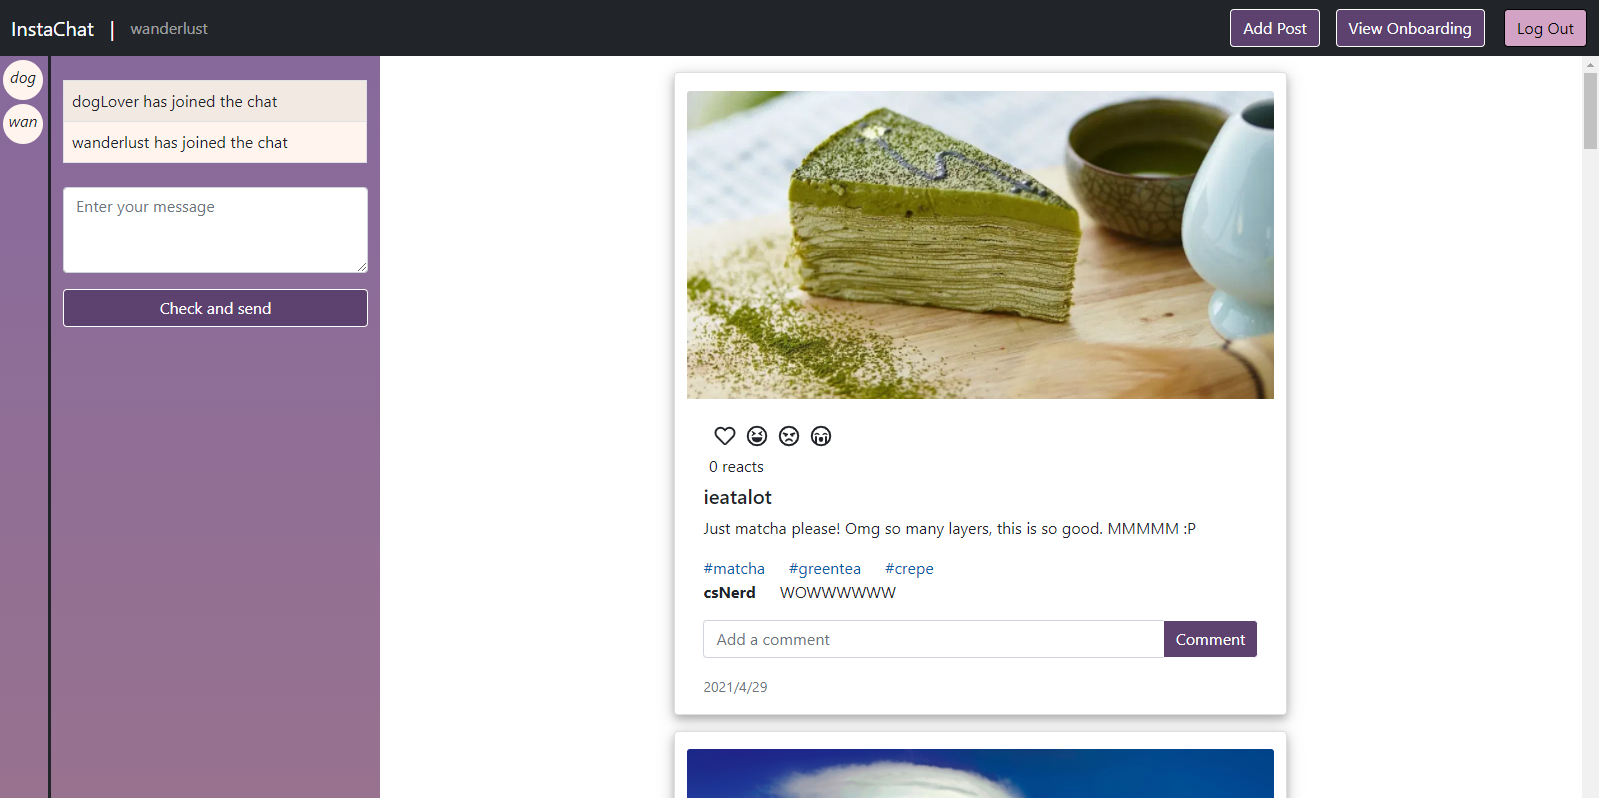 InstaChat | wanderlust
Add Post
View Onboarding
Log Out
dog
wan
dogLover has joined the chat
wanderlust has joined the chat
Enter your message
Check and send
0 reacts
ieatalot
Just matcha please! Omg so many layers, this is so good. MMMMM :P
#matcha #greentea #crepe
csNerd WOWWWWWW
Add a comment
Comment
2021/4/29